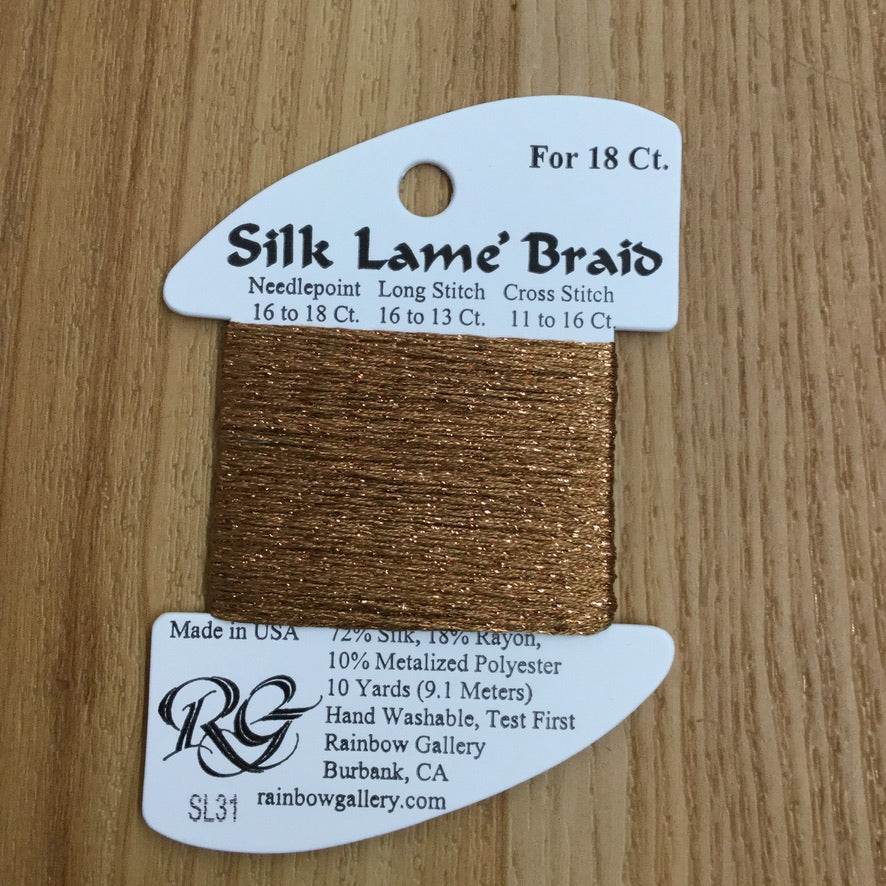 For 18 Ct.
Silk Lame' Braid
Needlepoint Long Stitch Cross Stitch
16 to 18 Ct. 16 to 13 Ct. 11 to 16 Ct.
Made in USA
72% Silk, 18% Rayon,
10% Metalized Polyester
10 Yards (9.1 Meters)
Hand Washable, Test First
Rainbow Gallery
Burbank, CA
RG
SL31
rainbowgallery.com